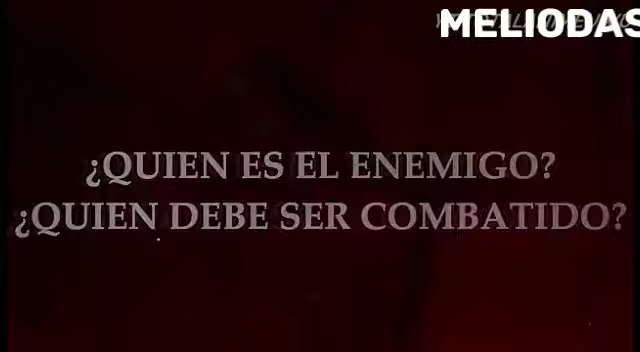 MELIODAS
¿QUIEN ES EL ENEMIGO?
¿QUIEN DEBE SER COMBATIDO?